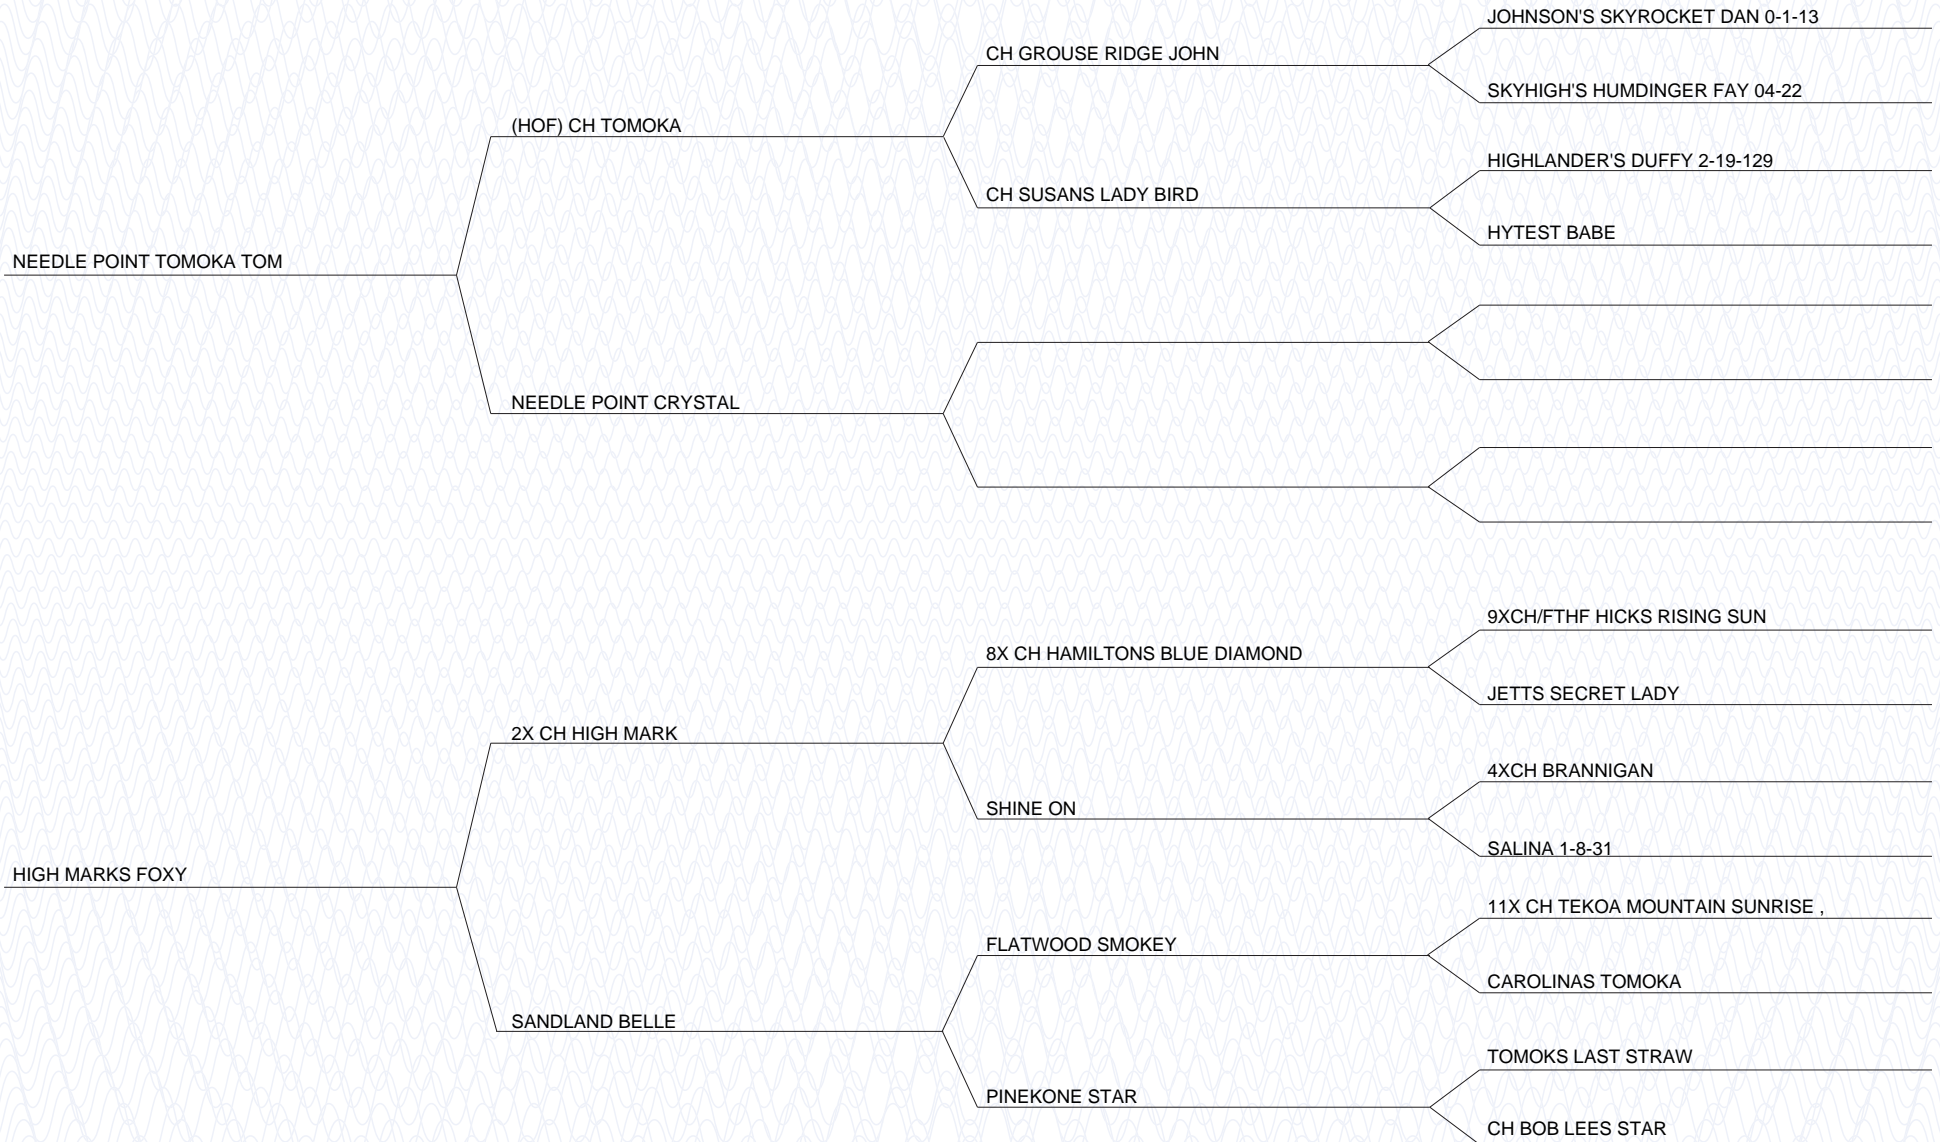 JOHNSON'S SKYROCKET DAN 0-1-13
CH GROUSE RIDGE JOHN
SKYHIGH'S HUMDINGER FAY 04-22
(HOF) CH TOMOKA
HIGHLANDER'S DUFFY 2-19-129
CH SUSANS LADY BIRD
HYTEST BABE
NEEDLE POINT TOMOKA TOM
NEEDLE POINT CRYSTAL
9XCH/FTHF HICKS RISING SUN
8X CH HAMILTONS BLUE DIAMOND
JETTS SECRET LADY
2X CH HIGH MARK
4XCH BRANNIGAN
SHINE ON
SALINA 1-8-31
HIGH MARKS FOXY
11X CH TEKOA MOUNTAIN SUNRISE ,
FLATWOOD SMOKEY
CAROLINAS TOMOKA
SANDLAND BELLE
TOMOKS LAST STRAW
PINEKONE STAR
CH BOB LEES STAR